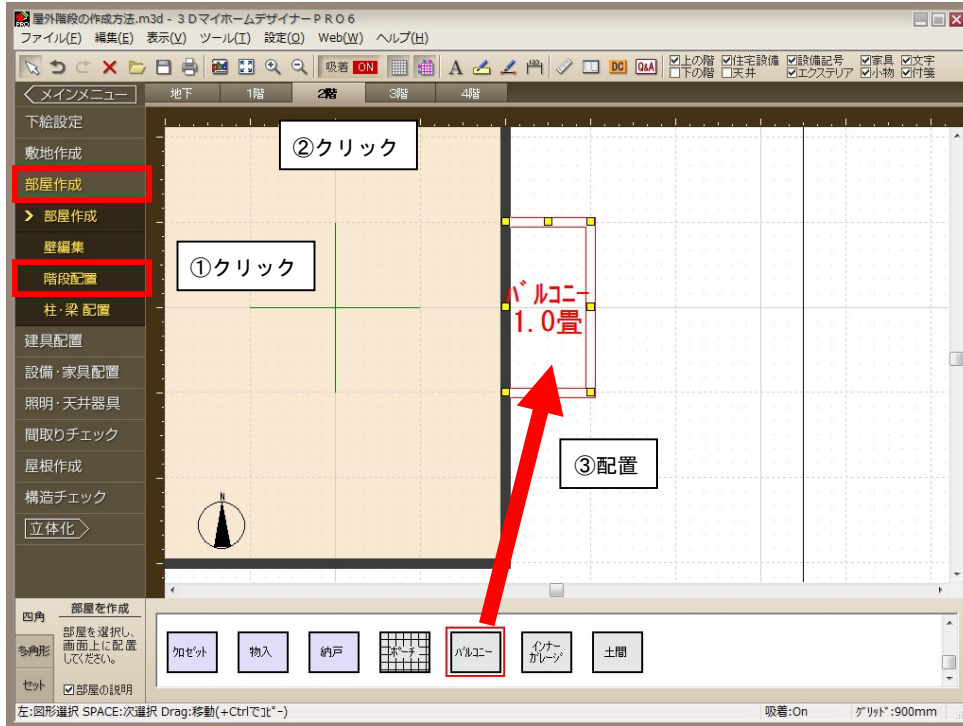 屋外階段の作成方法.m3d - 3DマイホームデザイナーPRO6
ファイル(F) 編集(E) 表示(V) ツール(T) 設定(O) Web(W) ヘルプ(H)
吸着 ON A DC Q&A ☑上の階 ☑住宅設備 ☑設備記号 ☑家具 ☑文字
□下の階 □天井 ☑エクステリア ☑小物 ☑付箋
メインメニュー 地下 1階 2階 3階 4階
下絵設定
②クリック
敷地作成
部屋作成
> 部屋作成
壁編集
①クリック
階段配置
バルコニー
1.0畳
柱・梁 配置
建具配置
設備・家具配置
照明・天井器具
間取りチェック
③配置
屋根作成
構造チェック
N
立体化
四角
多角形
セット
部屋を作成
部屋を選択し、
画面上に配置
してください。
☑部屋の説明
クロゼット 物入 納戸 ポーチ バルコニー インナーガレージ 土間
左:図形選択 SPACE:次選択 Drag:移動(+Ctrlでコピー) 吸着:On グリッド:900mm